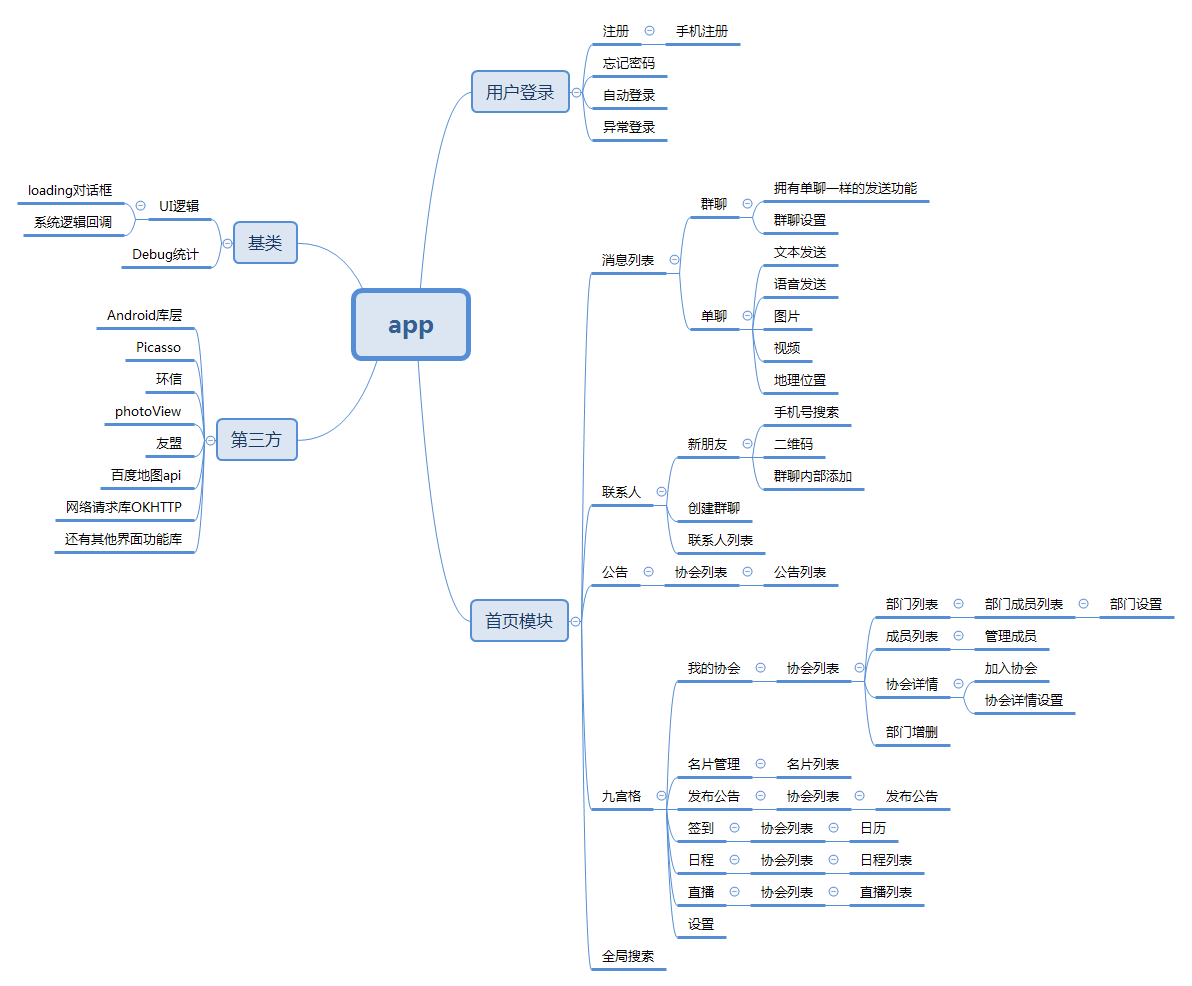 app
用户登录
注册
手机注册
忘记密码
自动登录
异常登录
基类
UI逻辑
loading对话框
系统逻辑回调
Debug统计
第三方
Android库层
Picasso
环信
photoView
友盟
百度地图api
网络请求库OKHTTP
还有其他界面功能库
首页模块
消息列表
群聊
拥有单聊一样的发送功能
群聊设置
单聊
文本发送
语音发送
图片
视频
地理位置
联系人
新朋友
手机号搜索
二维码
群聊内部添加
创建群聊
联系人列表
公告
协会列表
公告列表
九宫格
我的协会
协会列表
部门列表
部门成员列表
部门设置
成员列表
管理成员
协会详情
加入协会
协会详情设置
部门增删
名片管理
名片列表
发布公告
协会列表
发布公告
签到
协会列表
日历
日程
协会列表
日程列表
直播
协会列表
直播列表
设置
全局搜索